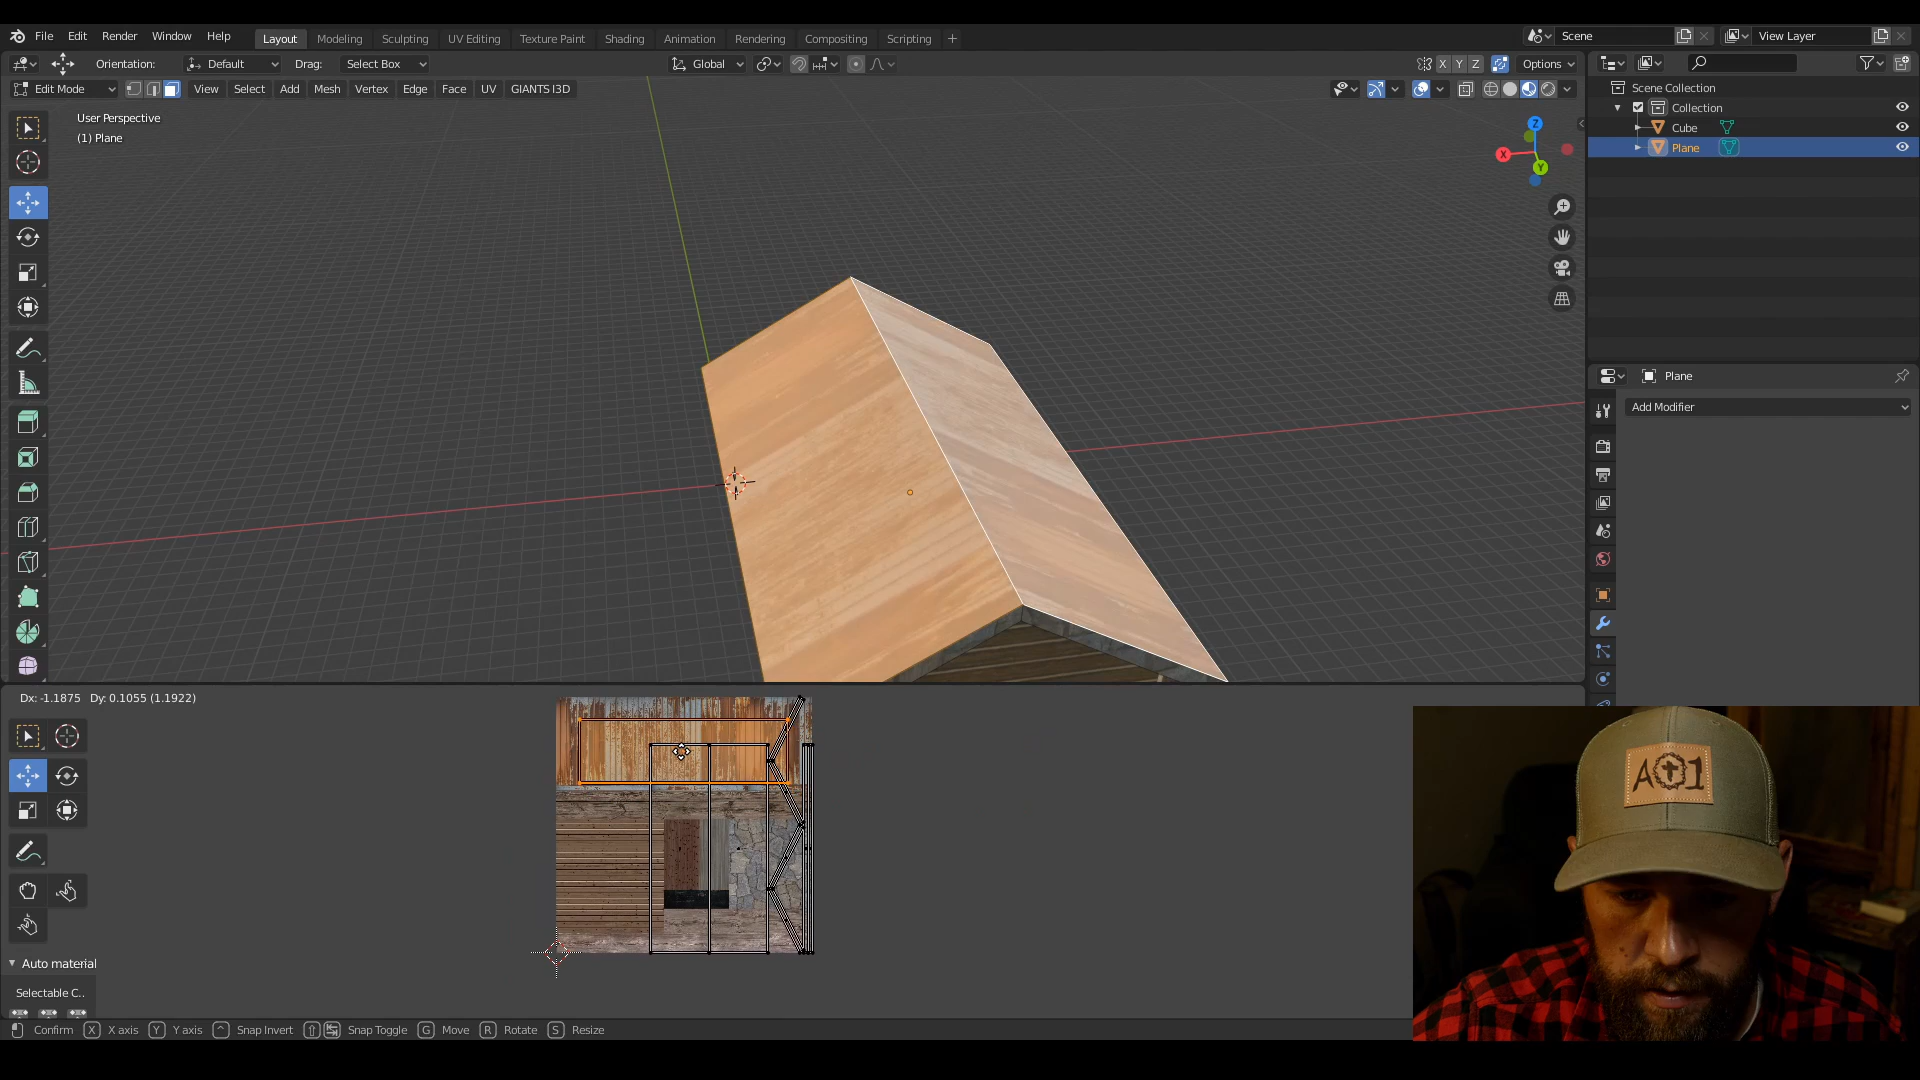 File Edit Render Window Help Layout Modeling Sculpting UV Editing Texture Paint Shading Animation Rendering Compositing Scripting + Scene View Layer
Orientation: Default Drag: Select Box Global X Y Z Options
Edit Mode View Select Add Mesh Vertex Edge Face UV GIANTS I3D
User Perspective
(1) Plane
Z
X
Y
Scene Collection
Collection
Cube
Plane
Plane
Add Modifier
Dx: -1.1875 Dy: 0.1055 (1.1922)
Auto material
Selectable C..
Confirm X X axis Y Y axis ^ Snap Invert Snap Toggle G Move R Rotate S Resize